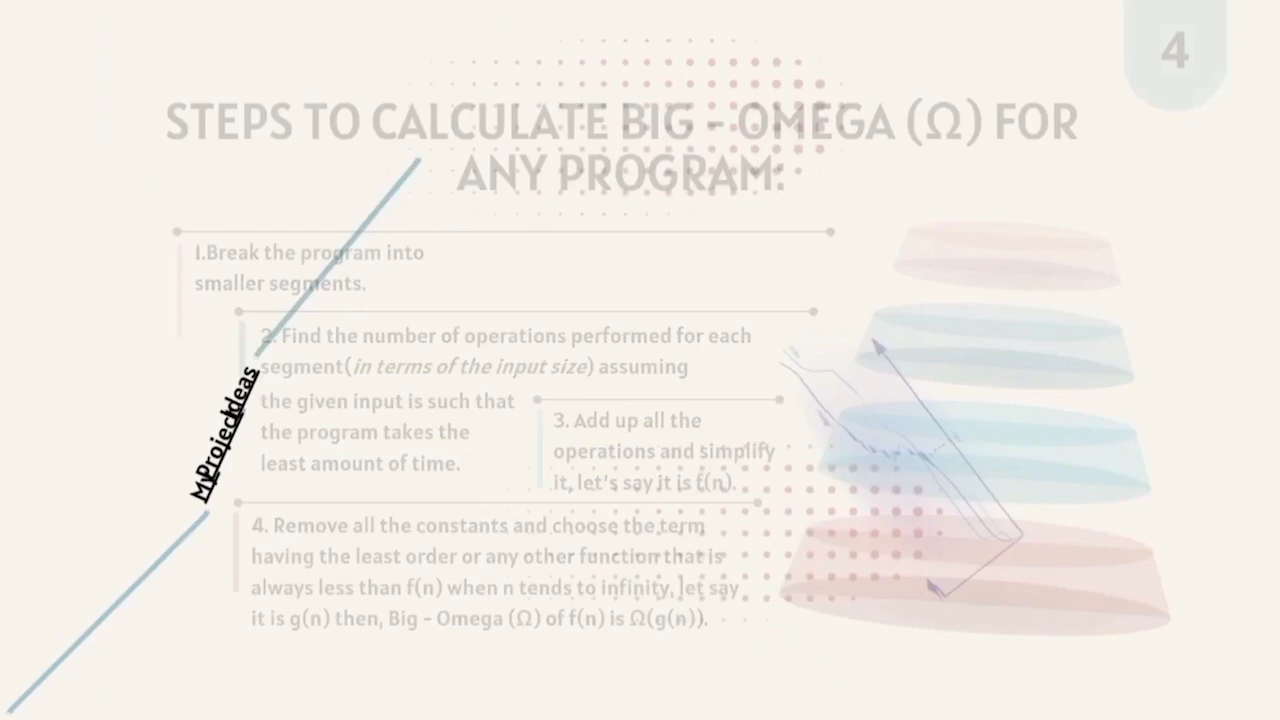 4
STEPS TO CALCULATE BIG - OMEGA (Ω) FOR
ANY PROGRAM:
1.Break the program into
smaller segments.
2. Find the number of operations performed for each
segment(in terms of the input size) assuming
the given input is such that
the program takes the
least amount of time.
3. Add up all the
operations and simplify
it, let's say it is f(n).
4. Remove all the constants and choose the term
having the least order or any other function that is
always less than f(n) when n tends to infinity, let say
it is g(n) then, Big - Omega (Ω) of f(n) is Ω(g(n)).
My Project Ideas